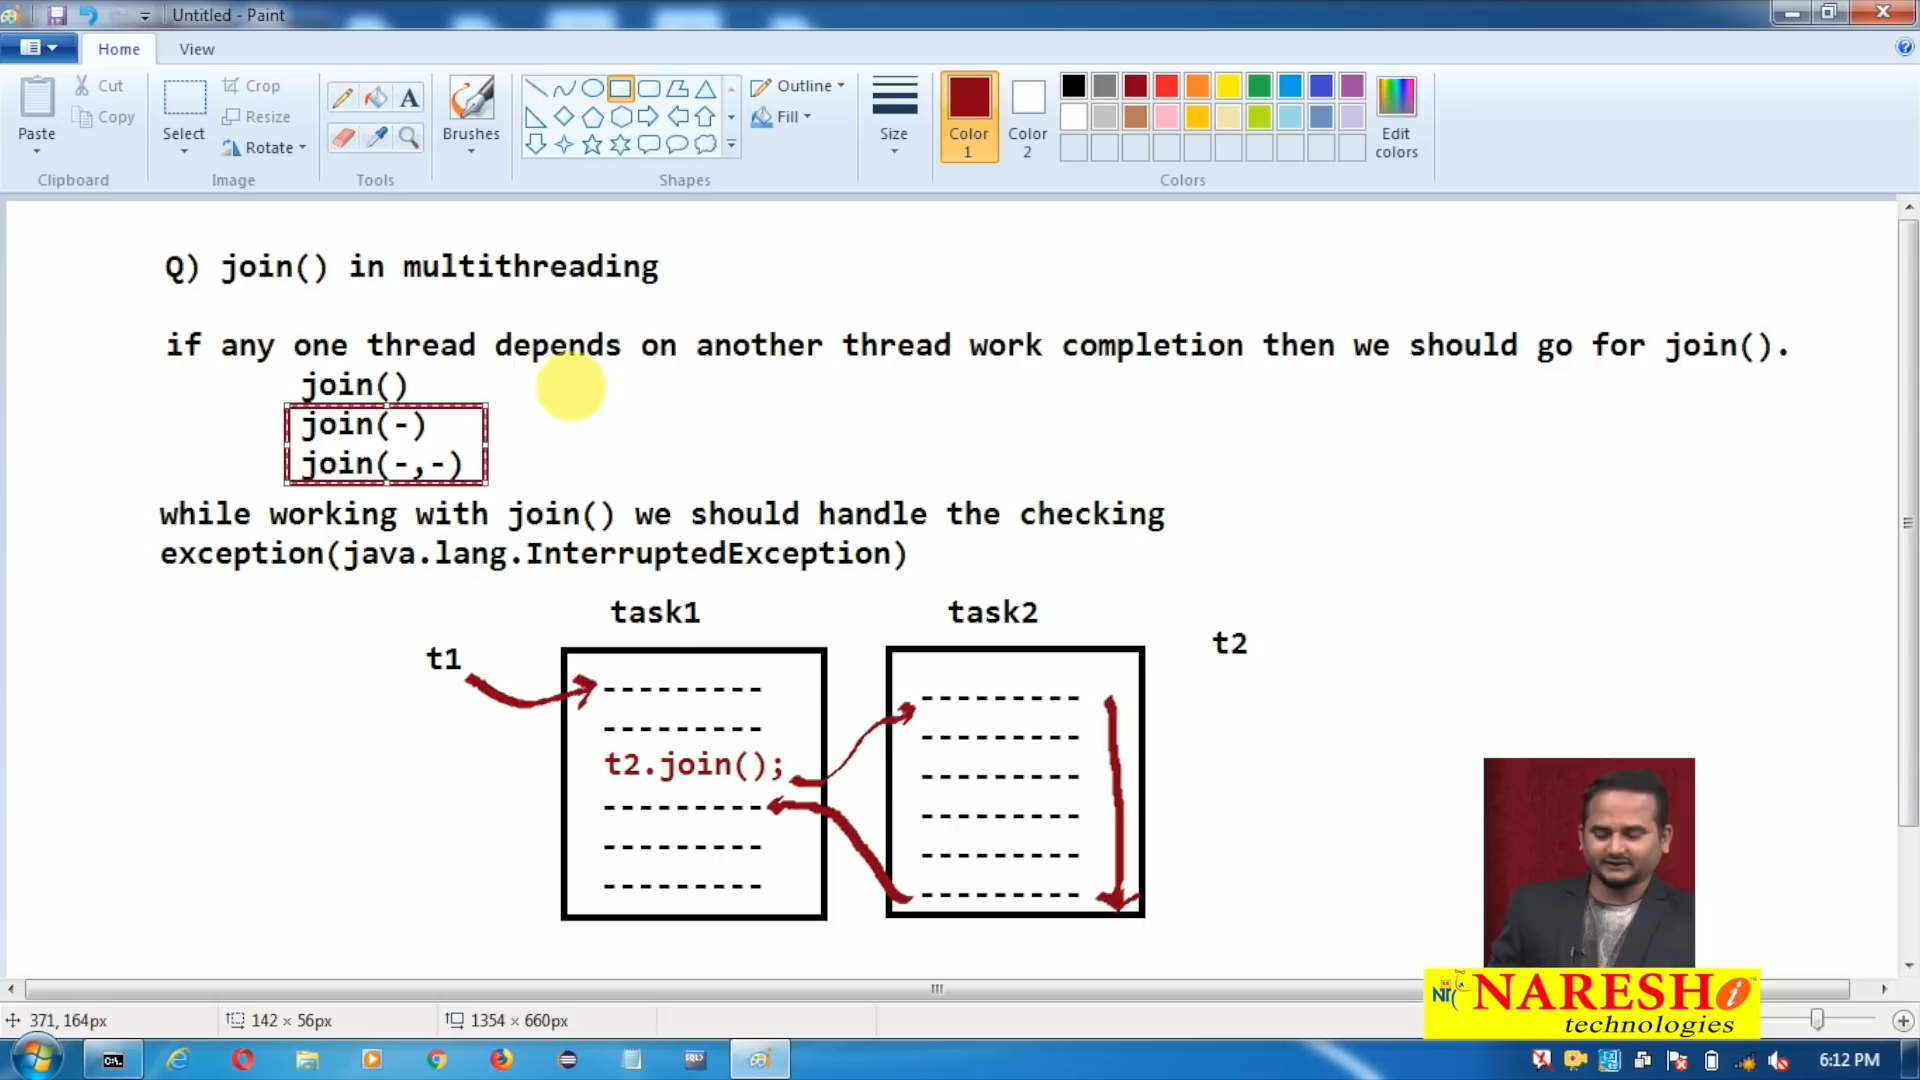 Untitled - Paint
Home
View
Paste
Cut
Copy
Clipboard
Select
Crop
Resize
Rotate
Image
A
Tools
Brushes
Shapes
Outline
Fill
Size
Color 1
Color 2
Edit colors
Colors
Q) join() in multithreading
if any one thread depends on another thread work completion then we should go for join().
join()
join(-)
join(-,-)
while working with join() we should handle the checking
exception(java.lang.InterruptedException)
task1
task2
t1
t2
---------
---------
t2.join();
---------
---------
---------
---------
---------
---------
---------
---------
---------
NARESH i
technologies
371, 164px
142 × 56px
1354 × 660px
6:12 PM